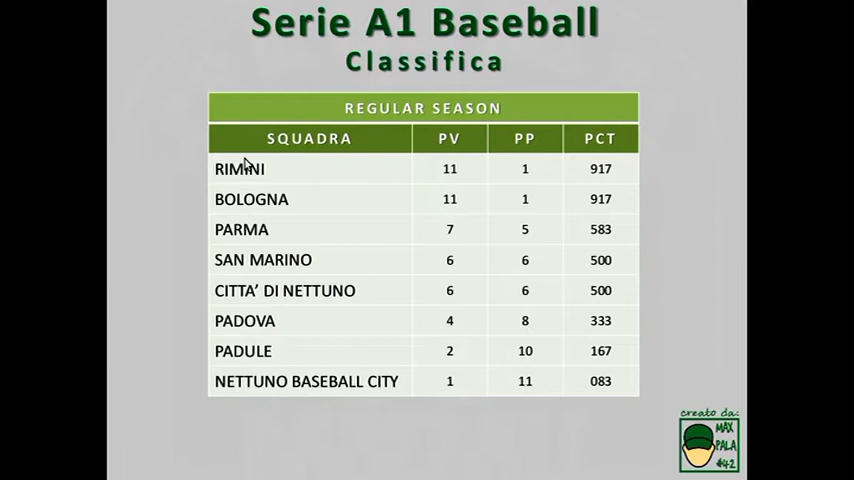 Serie A1 Baseball
Classifica
REGULAR SEASON
SQUADRA PV PP PCT
RIMINI 11 1 917
BOLOGNA 11 1 917
PARMA 7 5 583
SAN MARINO 6 6 500
CITTA’ DI NETTUNO 6 6 500
PADOVA 4 8 333
PADULE 2 10 167
NETTUNO BASEBALL CITY 1 11 083
creato da:
MAX
PALA
#42